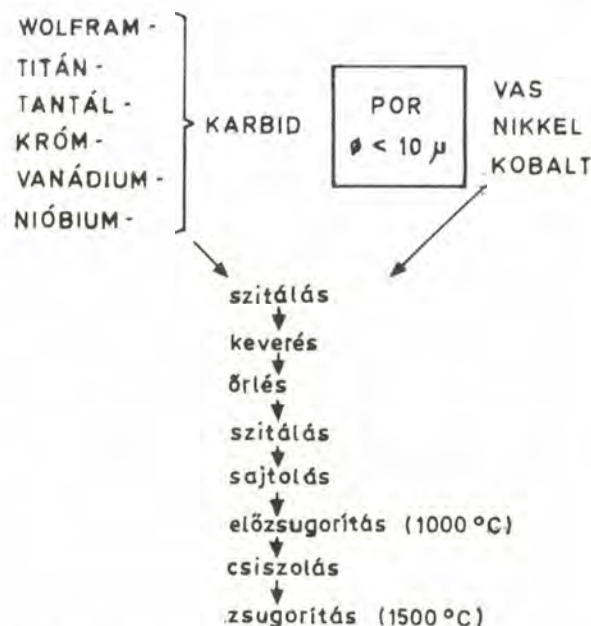 WOLFRAM -
TITÁN -
TANTÁL -
KRÓM -
VANÁDIUM -
NIÓBIUM -
KARBID
POR
ø < 10 µ
VAS
NIKKEL
KOBALT
szitálás
keverés
őrlés
szitálás
sajtolás
előzsugorítás (1000 °C)
csiszolás
zsugorítás (1500 °C)